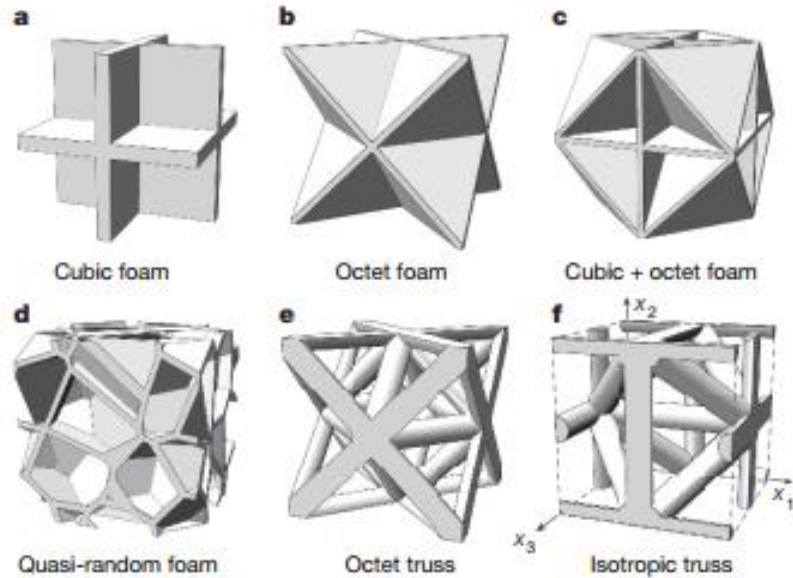 a b c
Cubic foam Octet foam Cubic + octet foam
d e f
x₂
x₁
x₃
Quasi-random foam Octet truss Isotropic truss